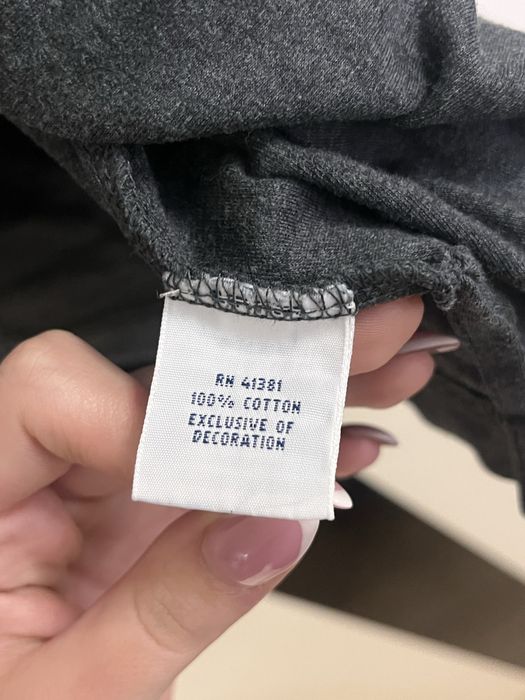 RN 41381
100% COTTON
EXCLUSIVE OF
DECORATION